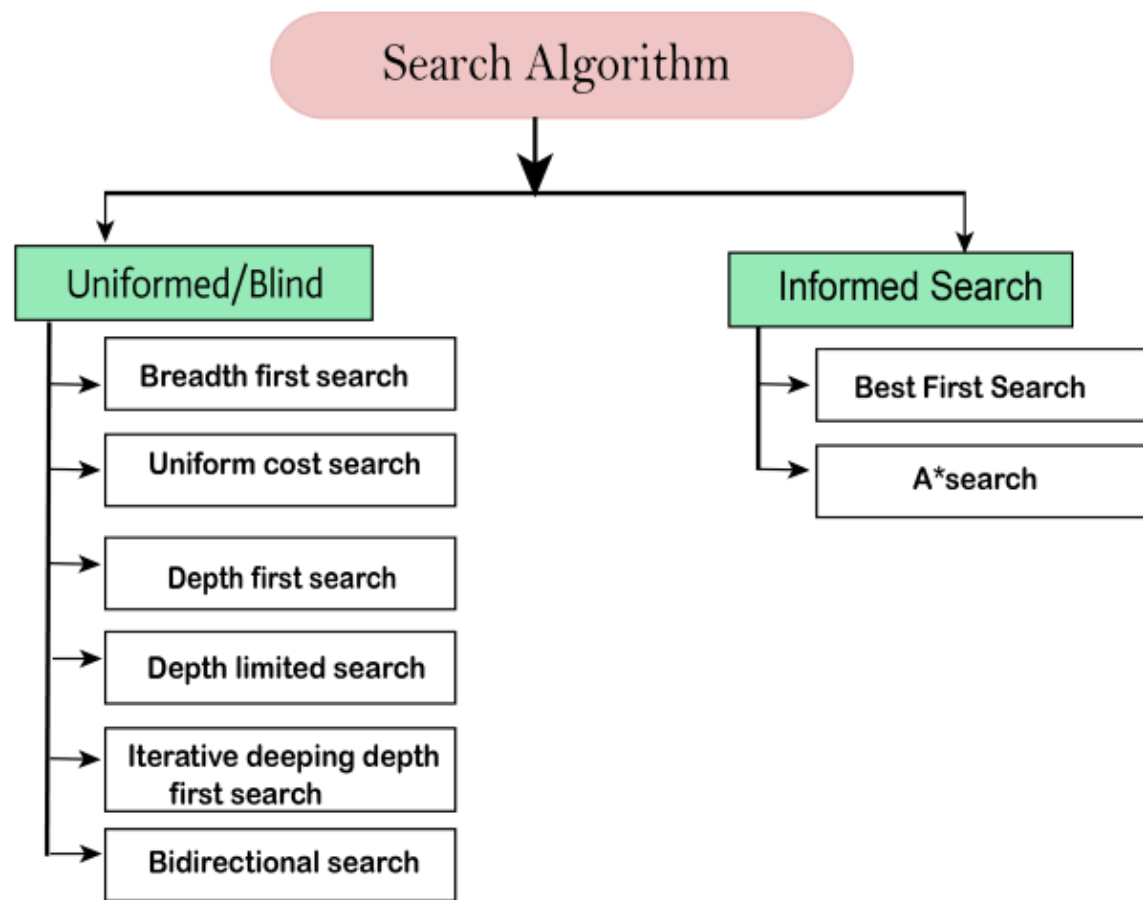 Search Algorithm
Uniformed/Blind
Breadth first search
Uniform cost search
Depth first search
Depth limited search
Iterative deeping depth
first search
Bidirectional search
Informed Search
Best First Search
A*search